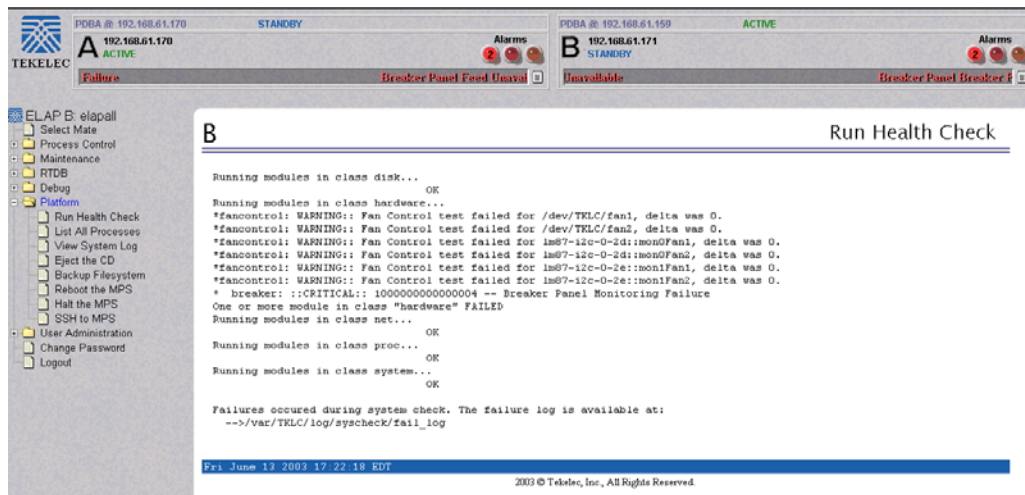 PDBA @ 192.168.61.170 STANDBY
A 192.168.61.170 Alarms
ACTIVE
2
TEKELEC
Failure Breaker Panel Feed Unavai
PDBA @ 192.168.61.159 ACTIVE
B 192.168.61.171 Alarms
STANDBY
2
Unavailable Breaker Panel Breaker F
ELAP B: elapall
Select Mate
Process Control
Maintenance
RTDB
Debug
Platform
Run Health Check
List All Processes
View System Log
Eject the CD
Backup Filesystem
Reboot the MPS
Halt the MPS
SSH to MPS
User Administration
Change Password
Logout
B Run Health Check
Running modules in class disk...
OK
Running modules in class hardware...
*fancontrol: WARNING:: Fan Control test failed for /dev/TKLC/fan1, delta was 0.
*fancontrol: WARNING:: Fan Control test failed for /dev/TKLC/fan2, delta was 0.
*fancontrol: WARNING:: Fan Control test failed for lm87-i2c-0-2d::mon0Fan1, delta was 0.
*fancontrol: WARNING:: Fan Control test failed for lm87-i2c-0-2d::mon0Fan2, delta was 0.
*fancontrol: WARNING:: Fan Control test failed for lm87-i2c-0-2e::mon1Fan1, delta was 0.
*fancontrol: WARNING:: Fan Control test failed for lm87-i2c-0-2e::mon1Fan2, delta was 0.
* breaker: ::CRITICAL:: 1000000000000004 -- Breaker Panel Monitoring Failure
One or more module in class "hardware" FAILED
Running modules in class net...
OK
Running modules in class proc...
OK
Running modules in class system...
OK
Failures occured during system check. The failure log is available at:
-->/var/TKLC/log/syscheck/fail_log
Fri June 13 2003 17:22:18 EDT
2003 © Tekelec, Inc., All Rights Reserved.